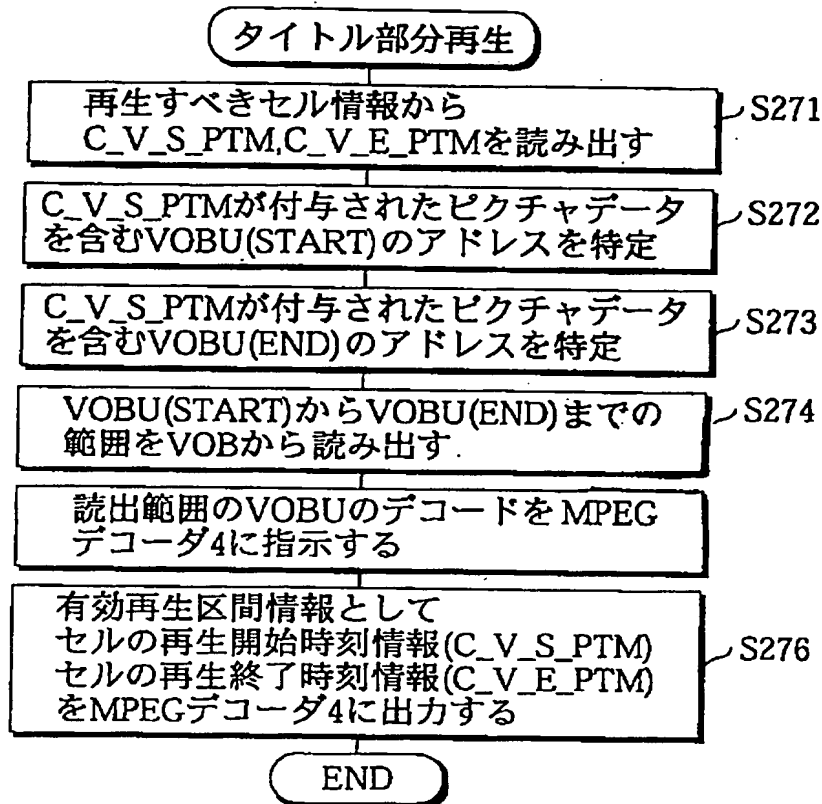 タイトル部分再生
再生すべきセル情報から
C_V_S_PTM,C_V_E_PTMを読み出す
S271
C_V_S_PTMが付与されたピクチャデータ
を含むVOBU(START)のアドレスを特定
S272
C_V_S_PTMが付与されたピクチャデータ
を含むVOBU(END)のアドレスを特定
S273
VOBU(START)からVOBU(END)までの
範囲をVOBから読み出す
S274
読出範囲のVOBUのデコードをMPEG
デコーダ4に指示する
有効再生区間情報として
セルの再生開始時刻情報(C_V_S_PTM)
セルの再生終了時刻情報(C_V_E_PTM)
をMPEGデコーダ4に出力する
S276
END